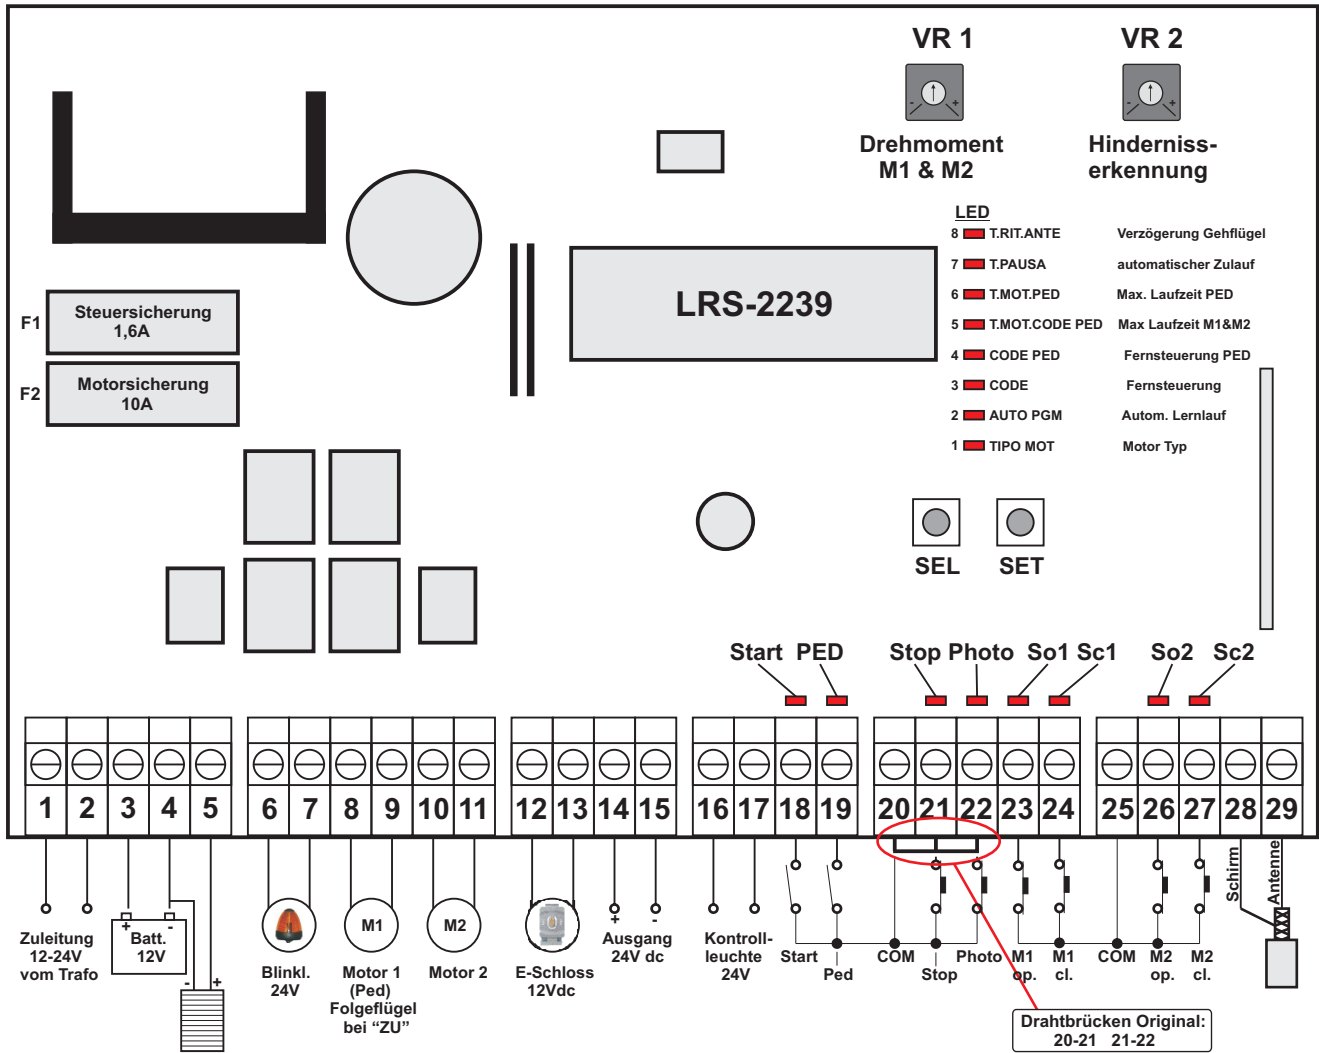 VR 1 VR 2
- + - +
Drehmoment
M1 & M2
Hinderniss-
erkennung
LED
8 T.RIT.ANTE Verzögerung Gehflügel
7 T.PAUSA automatischer Zulauf
6 T.MOT.PED Max. Laufzeit PED
5 T.MOT.CODE PED Max Laufzeit M1&M2
4 CODE PED Fernsteuerung PED
3 CODE Fernsteuerung
2 AUTO PGM Autom. Lernlauf
1 TIPO MOT Motor Typ
LRS-2239
F1 Steuersicherung
1,6A
F2 Motorsicherung
10A
SEL SET
Start PED Stop Photo So1 Sc1 So2 Sc2
1 2 3 4 5 6 7 8 9 10 11 12 13 14 15 16 17 18 19 20 21 22 23 24 25 26 27 28 29
Zuleitung
12-24V
vom Trafo
+ -
Batt.
12V
- +
Blinkl.
24V
M1
Motor 1
(Ped)
Folgeflügel
bei “ZU”
M2
Motor 2
E-Schloss
12Vdc
+ -
Ausgang
24V dc
Kontroll-
leuchte
24V
Start
Ped
COM
Stop
Photo
M1
op.
M1
cl.
COM
M2
op.
M2
cl.
Schirm
Antenne
Drahtbrücken Original:
20-21 21-22